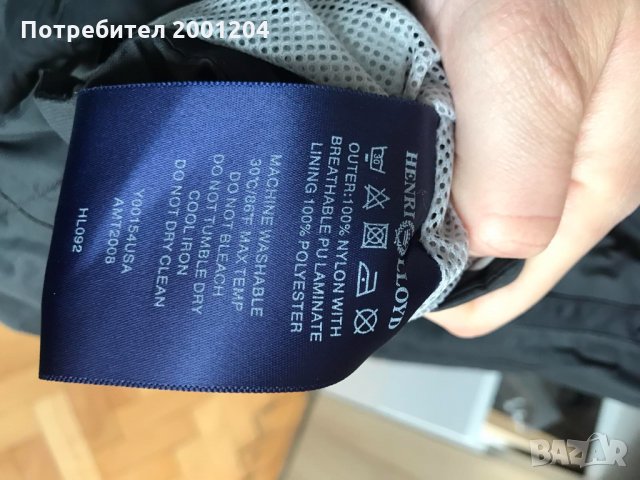 Потребител 2001204
HENRI LLOYD
30
OUTER:100% NYLON WITH
BREATHABLE PU LAMINATE
LINING 100% POLYESTER
MACHINE WASHABLE
30°C/86°F MAX TEMP
DO NOT BLEACH
DO NOT TUMBLE DRY
COOL IRON
DO NOT DRY CLEAN
Y00154USA
AMT2008
HL092
BAZAR